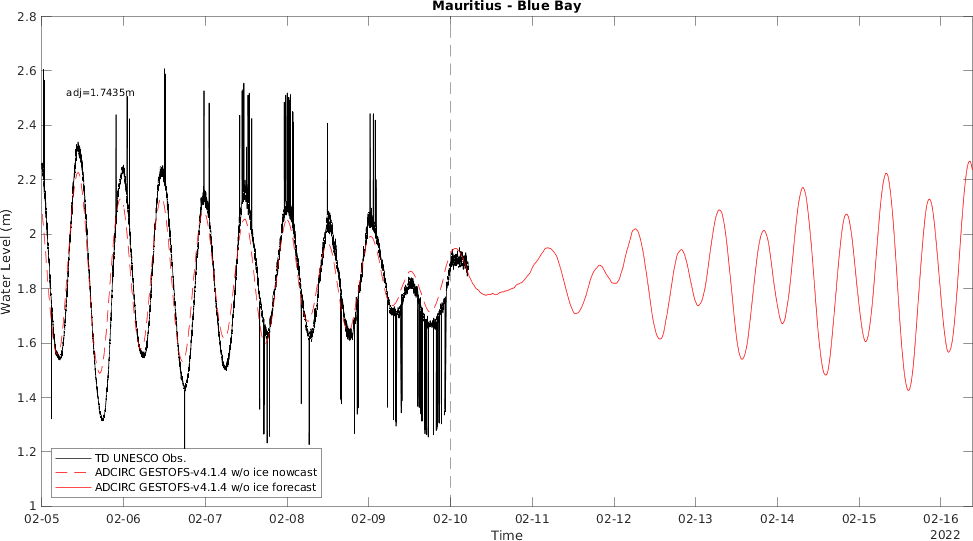 Mauritius - Blue Bay
2.8
2.6
2.4
2.2
2
1.8
1.6
1.4
1.2
1
Water Level (m)
adj=1.7435m
TD UNESCO Obs.
ADCIRC GESTOFS-v4.1.4 w/o ice nowcast
ADCIRC GESTOFS-v4.1.4 w/o ice forecast
02-05 02-06 02-07 02-08 02-09 02-10 02-11 02-12 02-13 02-14 02-15 02-16
Time
2022